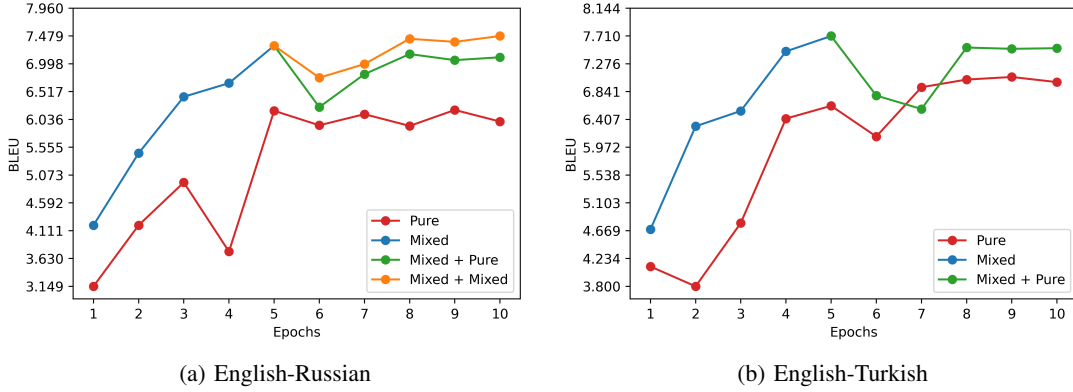 7.960
7.479
6.998
6.517
6.036
5.555
5.073
4.592
4.111
3.630
3.149
BLEU
Pure
Mixed
Mixed + Pure
Mixed + Mixed
1 2 3 4 5 6 7 8 9 10
Epochs
(a) English-Russian
8.144
7.710
7.276
6.841
6.407
5.972
5.538
5.103
4.669
4.234
3.800
BLEU
Pure
Mixed
Mixed + Pure
1 2 3 4 5 6 7 8 9 10
Epochs
(b) English-Turkish